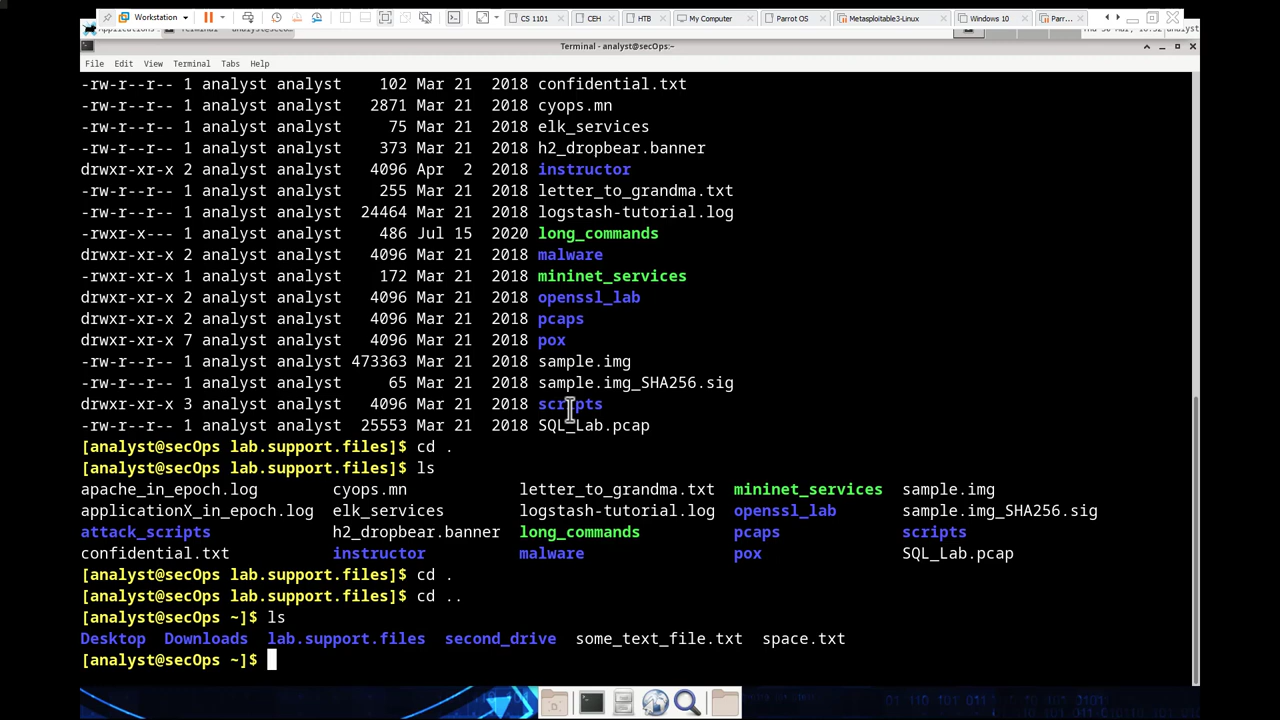 Workstation
CS 1101
CEH
HTB
My Computer
Parrot OS
Metasploitable3-Linux
Windows 10
Parr...
Terminal - analyst@secOps:~
File Edit View Terminal Tabs Help
-rw-r--r-- 1 analyst analyst    102 Mar 21  2018 confidential.txt
-rw-r--r-- 1 analyst analyst   2871 Mar 21  2018 cyops.mn
-rw-r--r-- 1 analyst analyst     75 Mar 21  2018 elk_services
-rw-r--r-- 1 analyst analyst    373 Mar 21  2018 h2_dropbear.banner
drwxr-xr-x 2 analyst analyst   4096 Apr  2  2018 instructor
-rw-r--r-- 1 analyst analyst    255 Mar 21  2018 letter_to_grandma.txt
-rw-r--r-- 1 analyst analyst  24464 Mar 21  2018 logstash-tutorial.log
-rwxr-x--- 1 analyst analyst    486 Jul 15  2020 long_commands
drwxr-xr-x 2 analyst analyst   4096 Mar 21  2018 malware
-rwxr-xr-x 1 analyst analyst    172 Mar 21  2018 mininet_services
drwxr-xr-x 2 analyst analyst   4096 Mar 21  2018 openssl_lab
drwxr-xr-x 2 analyst analyst   4096 Mar 21  2018 pcaps
drwxr-xr-x 7 analyst analyst   4096 Mar 21  2018 pox
-rw-r--r-- 1 analyst analyst 473363 Mar 21  2018 sample.img
-rw-r--r-- 1 analyst analyst     65 Mar 21  2018 sample.img_SHA256.sig
drwxr-xr-x 3 analyst analyst   4096 Mar 21  2018 scripts
-rw-r--r-- 1 analyst analyst  25553 Mar 21  2018 SQL_Lab.pcap
[analyst@secOps lab.support.files]$ cd .
[analyst@secOps lab.support.files]$ ls
apache_in_epoch.log cyops.mn letter_to_grandma.txt mininet_services sample.img
applicationX_in_epoch.log elk_services logstash-tutorial.log openssl_lab sample.img_SHA256.sig
attack_scripts h2_dropbear.banner long_commands pcaps scripts
confidential.txt instructor malware pox SQL_Lab.pcap
[analyst@secOps lab.support.files]$ cd .
[analyst@secOps lab.support.files]$ cd ..
[analyst@secOps ~]$ ls
Desktop Downloads lab.support.files second_drive some_text_file.txt space.txt
[analyst@secOps ~]$